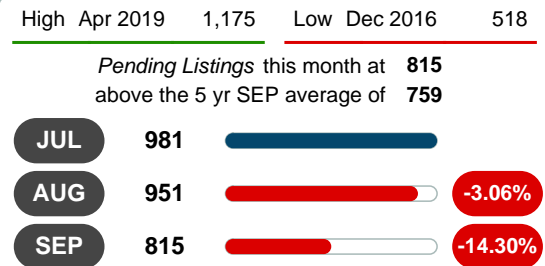 High Apr 2019 1,175 Low Dec 2016 518
Pending Listings this month at 815
above the 5 yr SEP average of 759
JUL 981
AUG 951 -3.06%
SEP 815 -14.30%